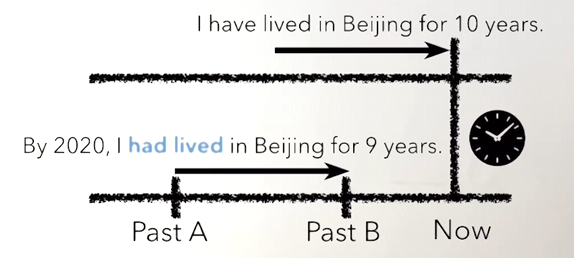 I have lived in Beijing for 10 years.
By 2020, I had lived in Beijing for 9 years.
Past A
Past B
Now